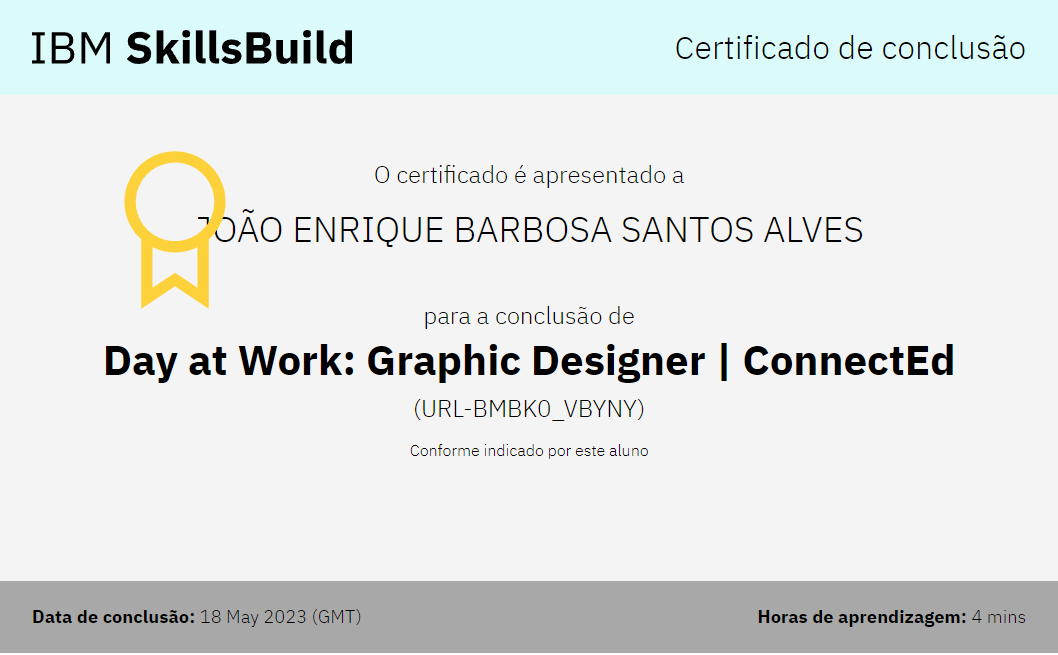 IBM SkillsBuild
Certificado de conclusão
O certificado é apresentado a
JOÃO ENRIQUE BARBOSA SANTOS ALVES
para a conclusão de
Day at Work: Graphic Designer | ConnectEd
(URL-BMBK0_VBYNY)
Conforme indicado por este aluno
Data de conclusão: 18 May 2023 (GMT)
Horas de aprendizagem: 4 mins